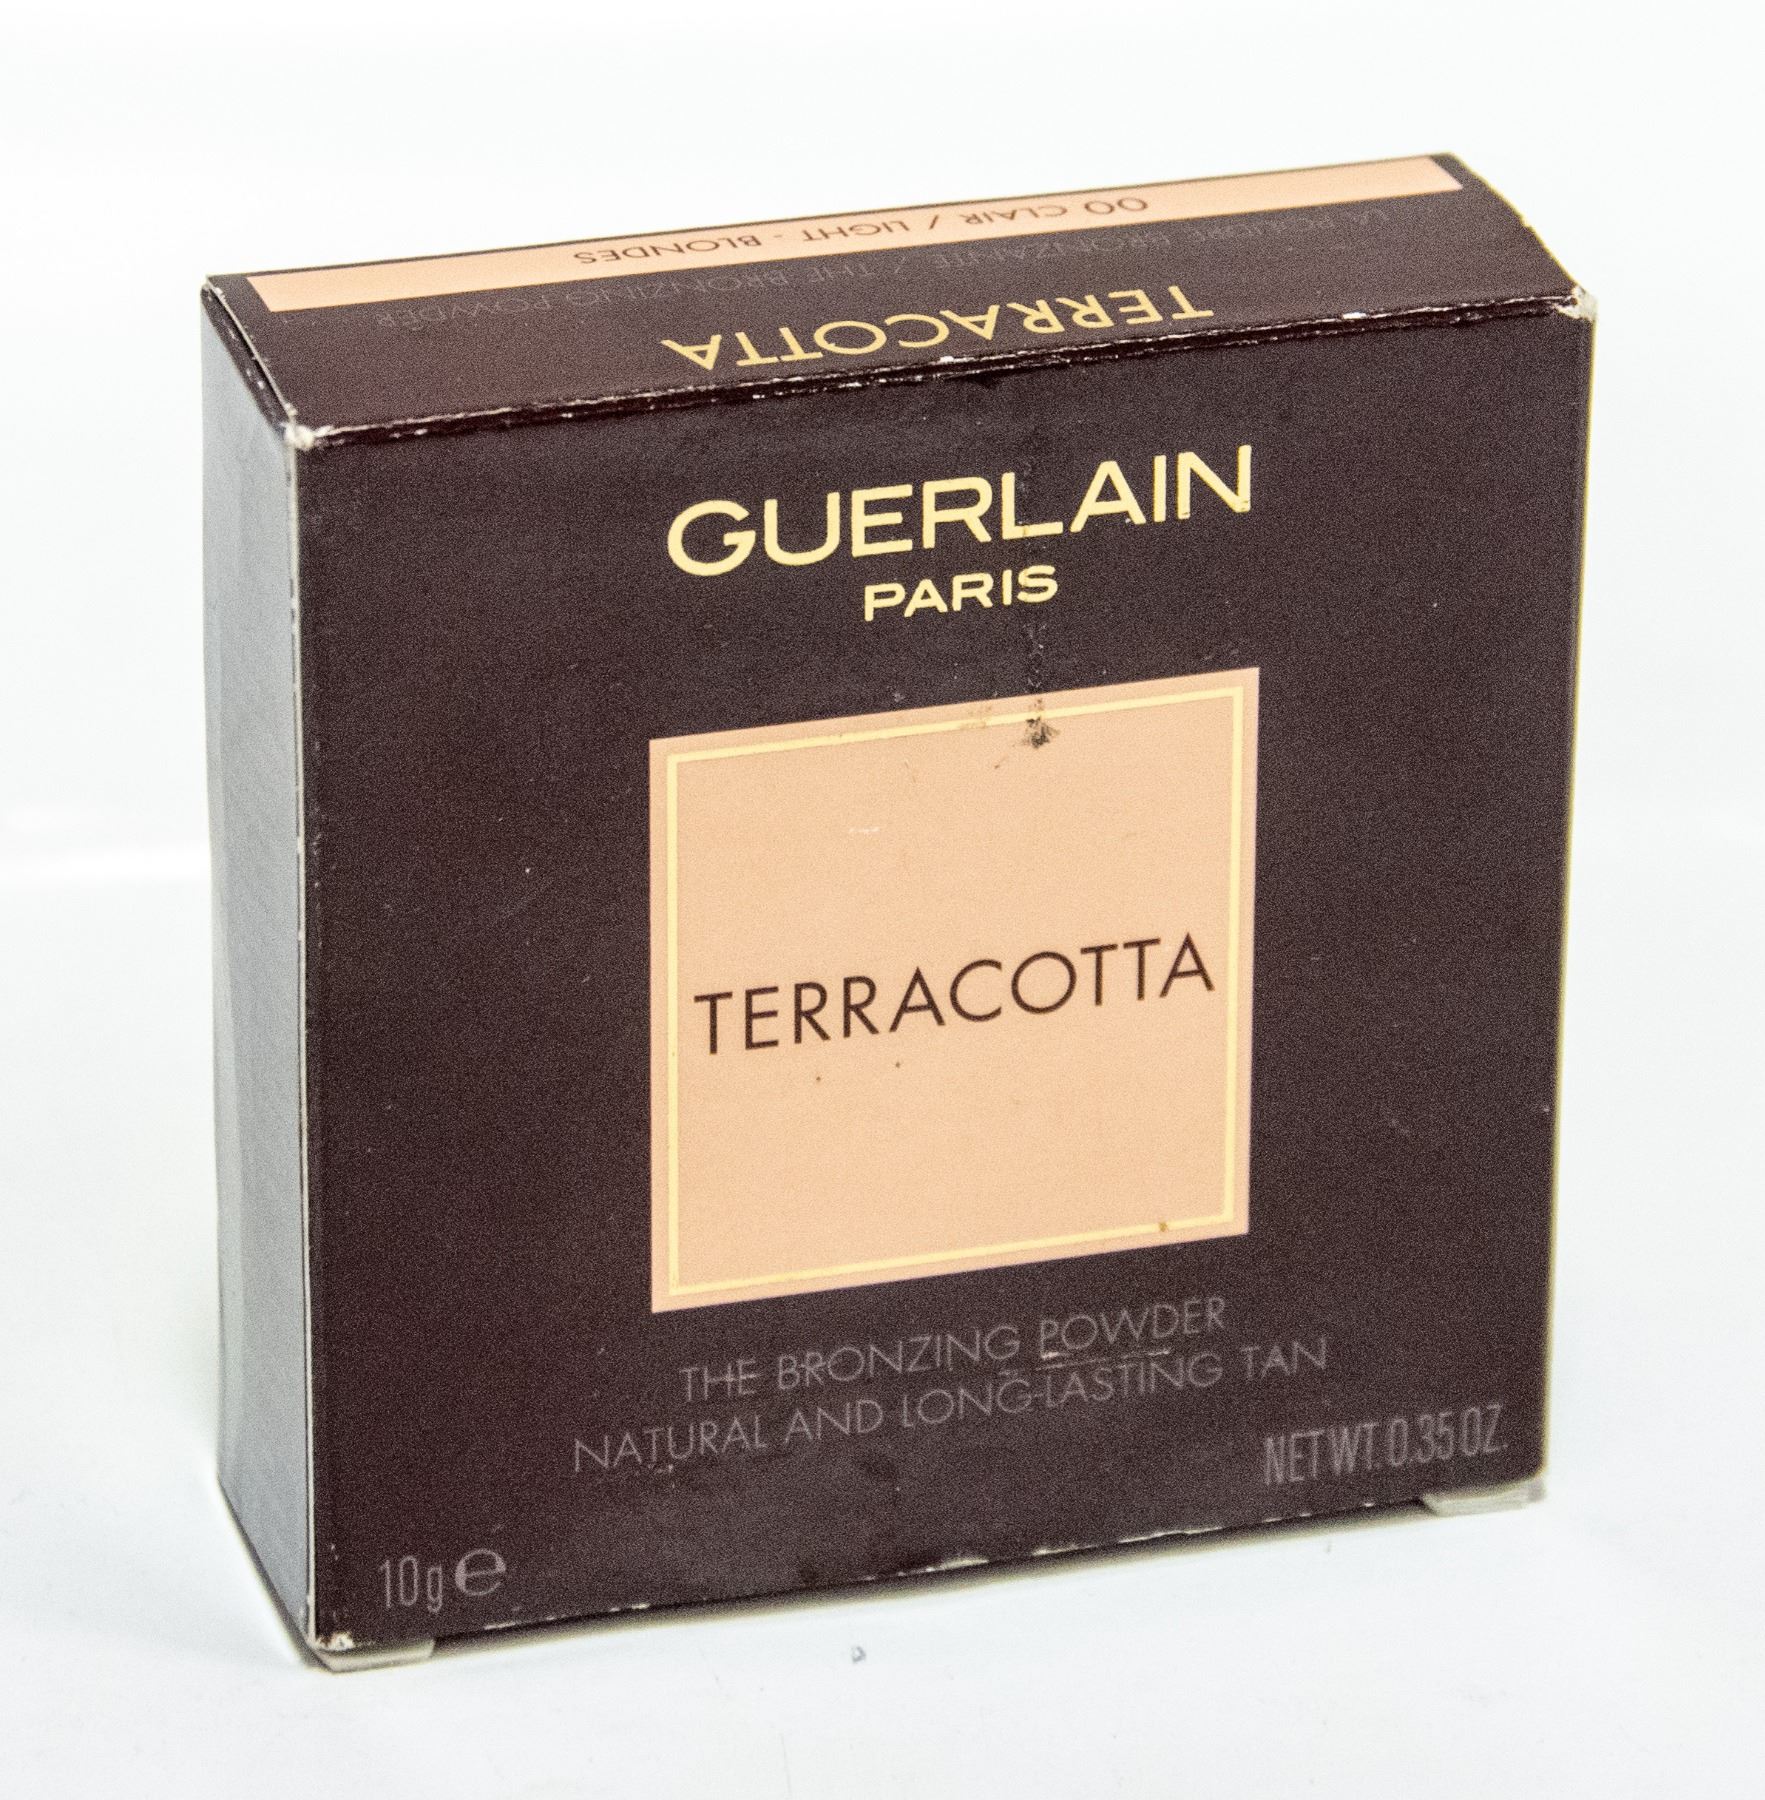 00 CLAIR / LIGHT - BLONDES
LA POUDRE BRONZANTE / THE BRONZING POWDER
TERRACOTTA
GUERLAIN
PARIS
TERRACOTTA
THE BRONZING POWDER
NATURAL AND LONG-LASTING TAN
NET WT. 0.35 OZ.
10g ℮